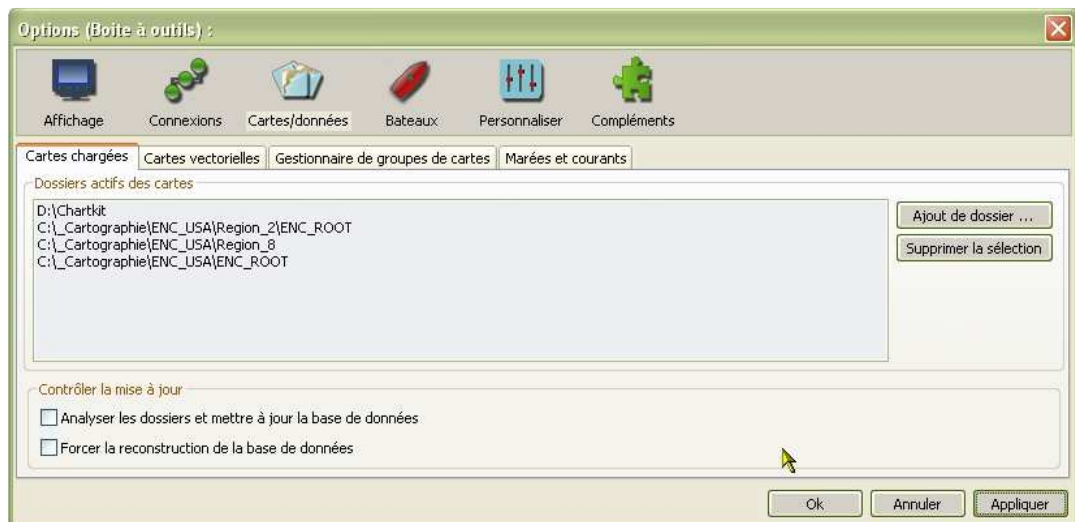 Options (Boite à outils) :
Affichage Connexions Cartes/données Bateaux Personnaliser Compléments
Cartes chargées Cartes vectorielles Gestionnaire de groupes de cartes Marées et courants
Dossiers actifs des cartes
D:\Chartkit
C:\_Cartographie\ENC_USA\Region_2\ENC_ROOT
C:\_Cartographie\ENC_USA\Region_8
C:\_Cartographie\ENC_USA\ENC_ROOT
Ajout de dossier ...
Supprimer la sélection
Contrôler la mise à jour
Analyser les dossiers et mettre à jour la base de données
Forcer la reconstruction de la base de données
Ok Annuler Appliquer